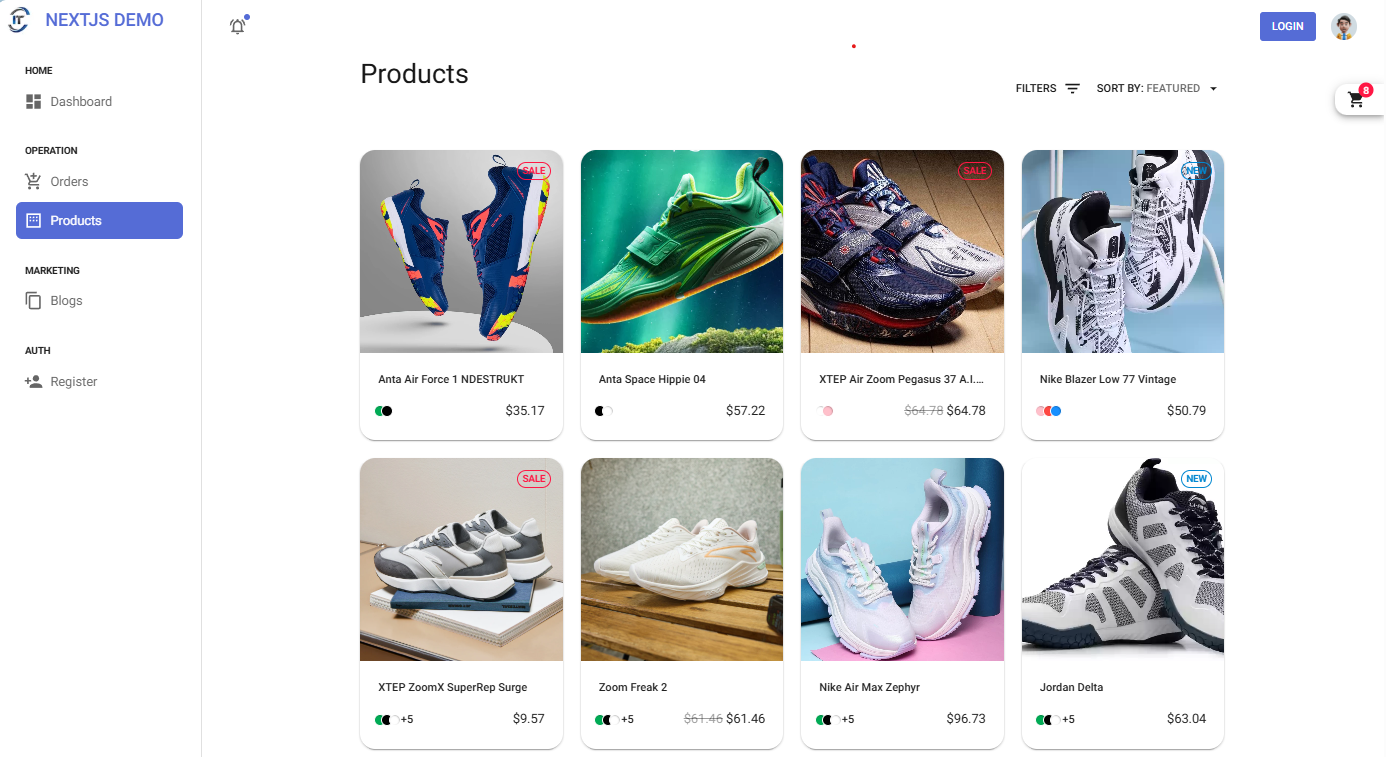 IT
NEXTJS DEMO
LOGIN
HOME
Dashboard
OPERATION
Orders
Products
MARKETING
Blogs
AUTH
Register
Products
FILTERS
SORT BY: FEATURED
8
SALE
Anta Air Force 1 NDESTRUKT
$35.17
Anta Space Hippie 04
$57.22
SALE
XTEP Air Zoom Pegasus 37 A.I....
$64.78 $64.78
NEW
Nike Blazer Low 77 Vintage
$50.79
SALE
XTEP ZoomX SuperRep Surge
+5
$9.57
Zoom Freak 2
+5
$61.46 $61.46
Nike Air Max Zephyr
+5
$96.73
NEW
Jordan Delta
+5
$63.04